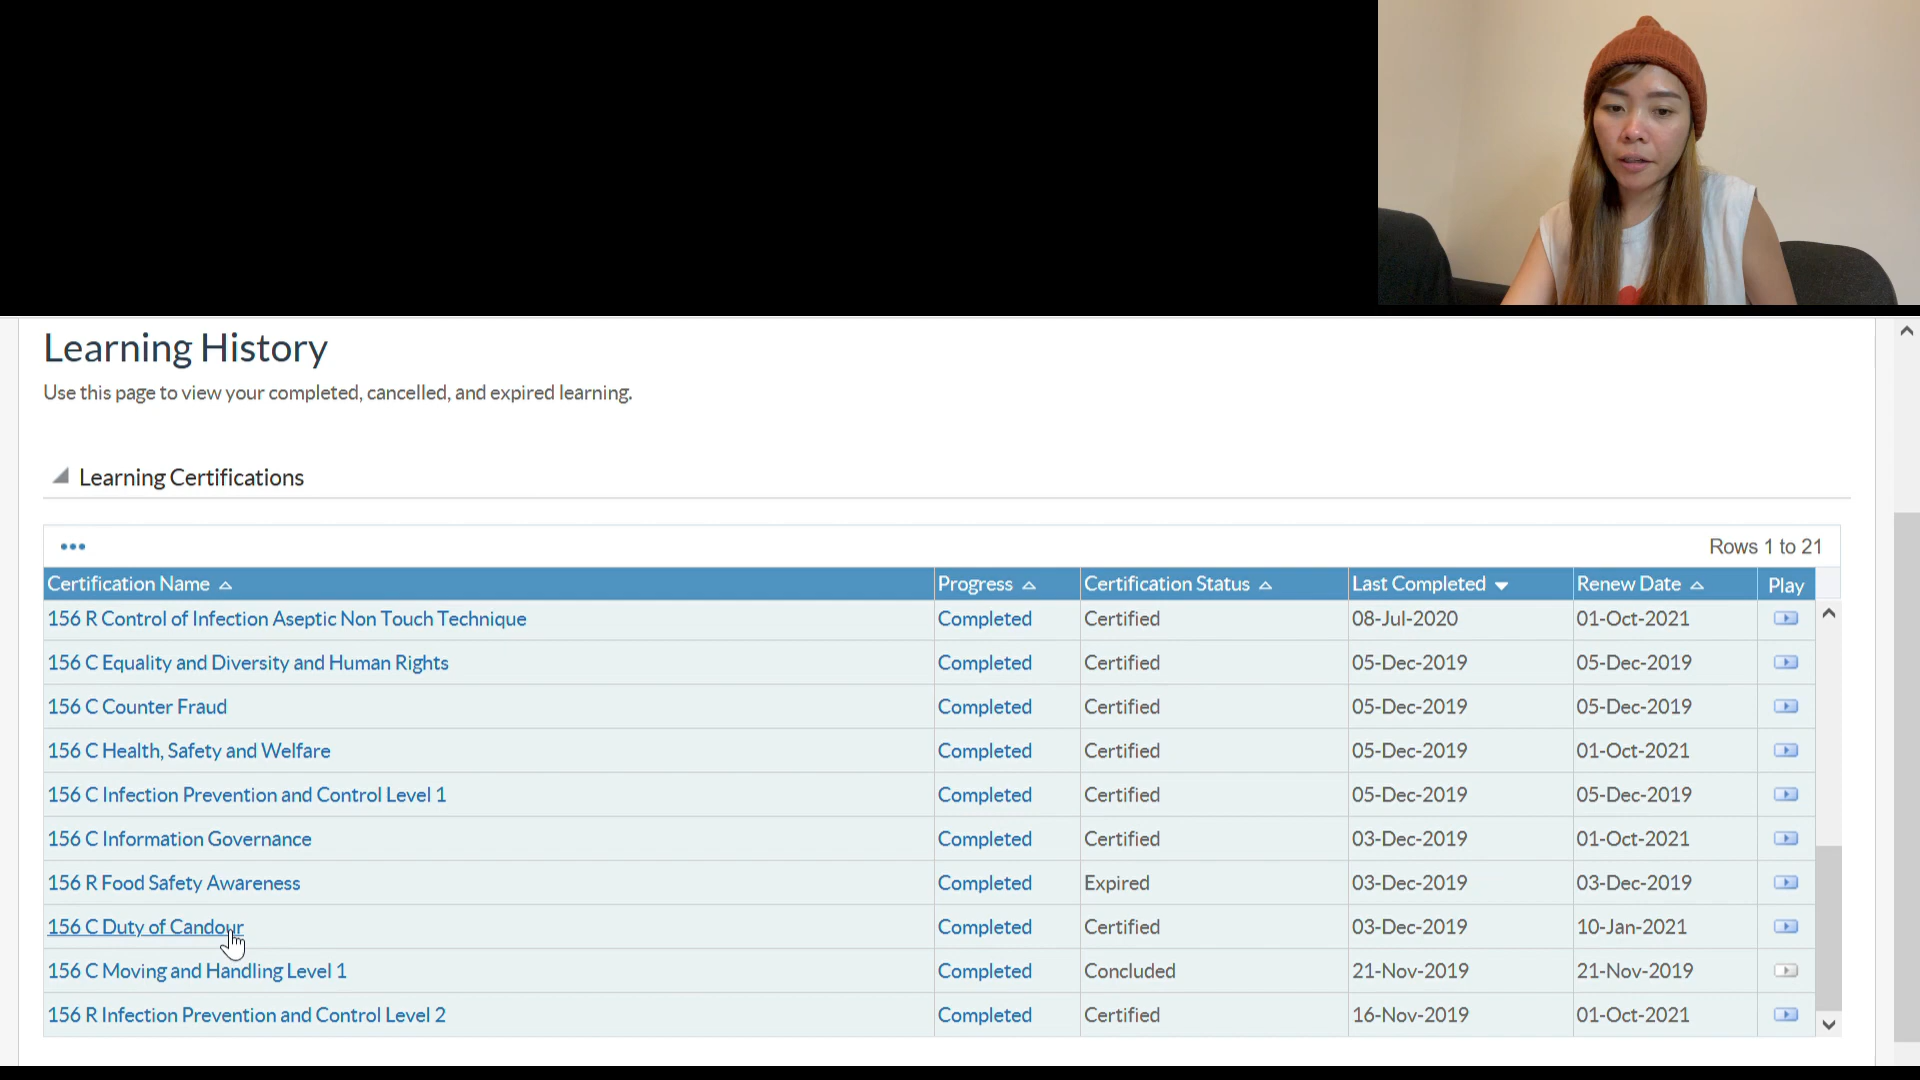 Learning History
Use this page to view your completed, cancelled, and expired learning.
Learning Certifications
Rows 1 to 21
Certification Name Progress Certification Status Last Completed Renew Date Play
156 R Control of Infection Aseptic Non Touch Technique Completed Certified 08-Jul-2020 01-Oct-2021
156 C Equality and Diversity and Human Rights Completed Certified 05-Dec-2019 05-Dec-2019
156 C Counter Fraud Completed Certified 05-Dec-2019 05-Dec-2019
156 C Health, Safety and Welfare Completed Certified 05-Dec-2019 01-Oct-2021
156 C Infection Prevention and Control Level 1 Completed Certified 05-Dec-2019 05-Dec-2019
156 C Information Governance Completed Certified 03-Dec-2019 01-Oct-2021
156 R Food Safety Awareness Completed Expired 03-Dec-2019 03-Dec-2019
156 C Duty of Candour Completed Certified 03-Dec-2019 10-Jan-2021
156 C Moving and Handling Level 1 Completed Concluded 21-Nov-2019 21-Nov-2019
156 R Infection Prevention and Control Level 2 Completed Certified 16-Nov-2019 01-Oct-2021